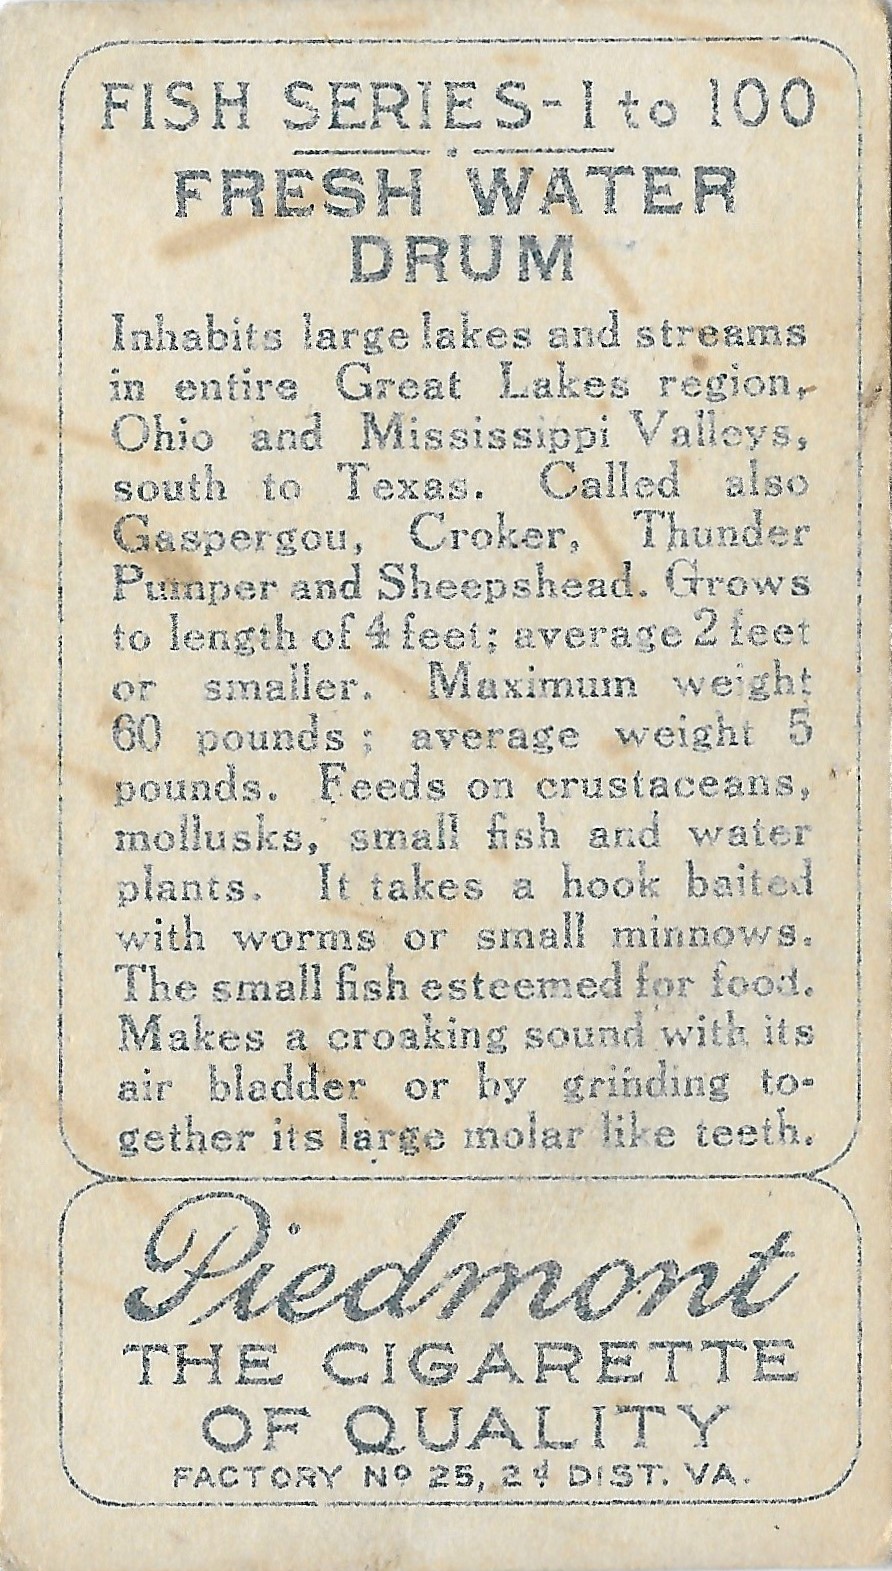 FISH SERIES-1 to 100
FRESH WATER
DRUM
Inhabits large lakes and streams
in entire Great Lakes region,
Ohio and Mississippi Valleys,
south to Texas. Called also
Gaspergou, Croker, Thunder
Pumper and Sheepshead. Grows
to length of 4 feet; average 2 feet
or smaller. Maximum weight
60 pounds; average weight 5
pounds. Feeds on crustaceans,
mollusks, small fish and water
plants. It takes a hook baited
with worms or small minnows.
The small fish esteemed for food.
Makes a croaking sound with its
air bladder or by grinding to-
gether its large molar like teeth.
Piedmont
THE CIGARETTE
OF QUALITY
FACTORY Nº 25, 2d DIST. VA.